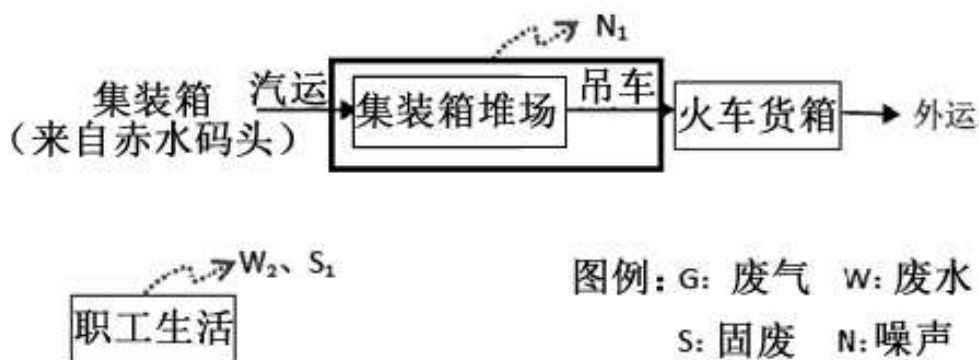 N₁
集装箱 汽运 集装箱堆场 吊车 火车货箱 外运
（来自赤水码头）
W₂、S₁
职工生活
图例：G：废气 W：废水
S：固废 N：噪声